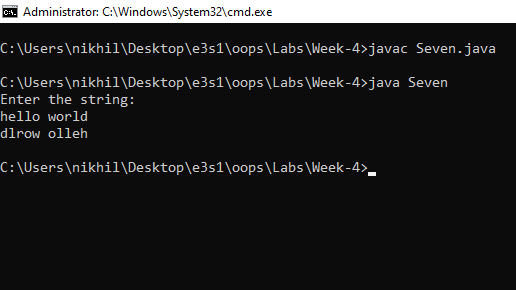 Administrator: C:\Windows\System32\cmd.exe
C:\Users\nikhil\Desktop\e3s1\oops\Labs\Week-4>javac Seven.java
C:\Users\nikhil\Desktop\e3s1\oops\Labs\Week-4>java Seven
Enter the string:
hello world
dlrow olleh
C:\Users\nikhil\Desktop\e3s1\oops\Labs\Week-4>